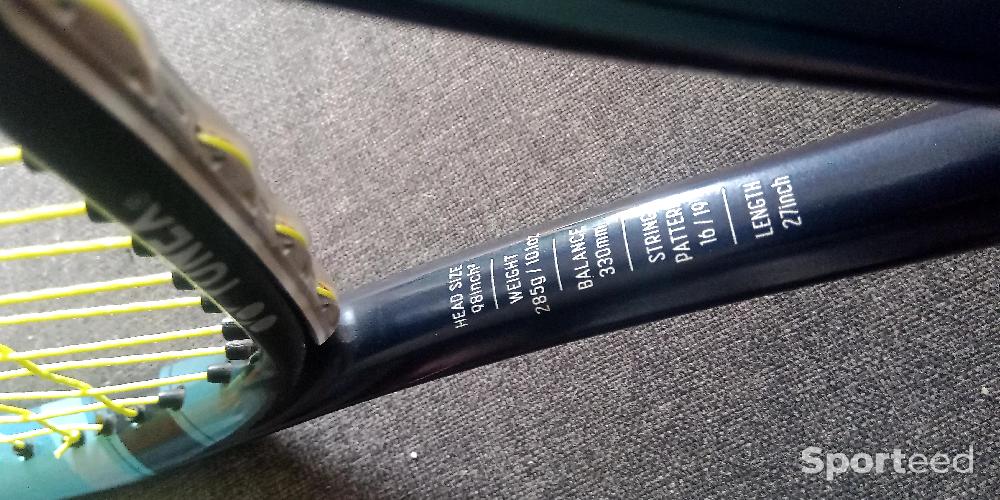 YONEX
HEAD SIZE
98inch²
WEIGHT
285g / 10.1oz
BALANCE
330mm
STRING
PATTERN
16 / 19
LENGTH
27inch
Sporteed